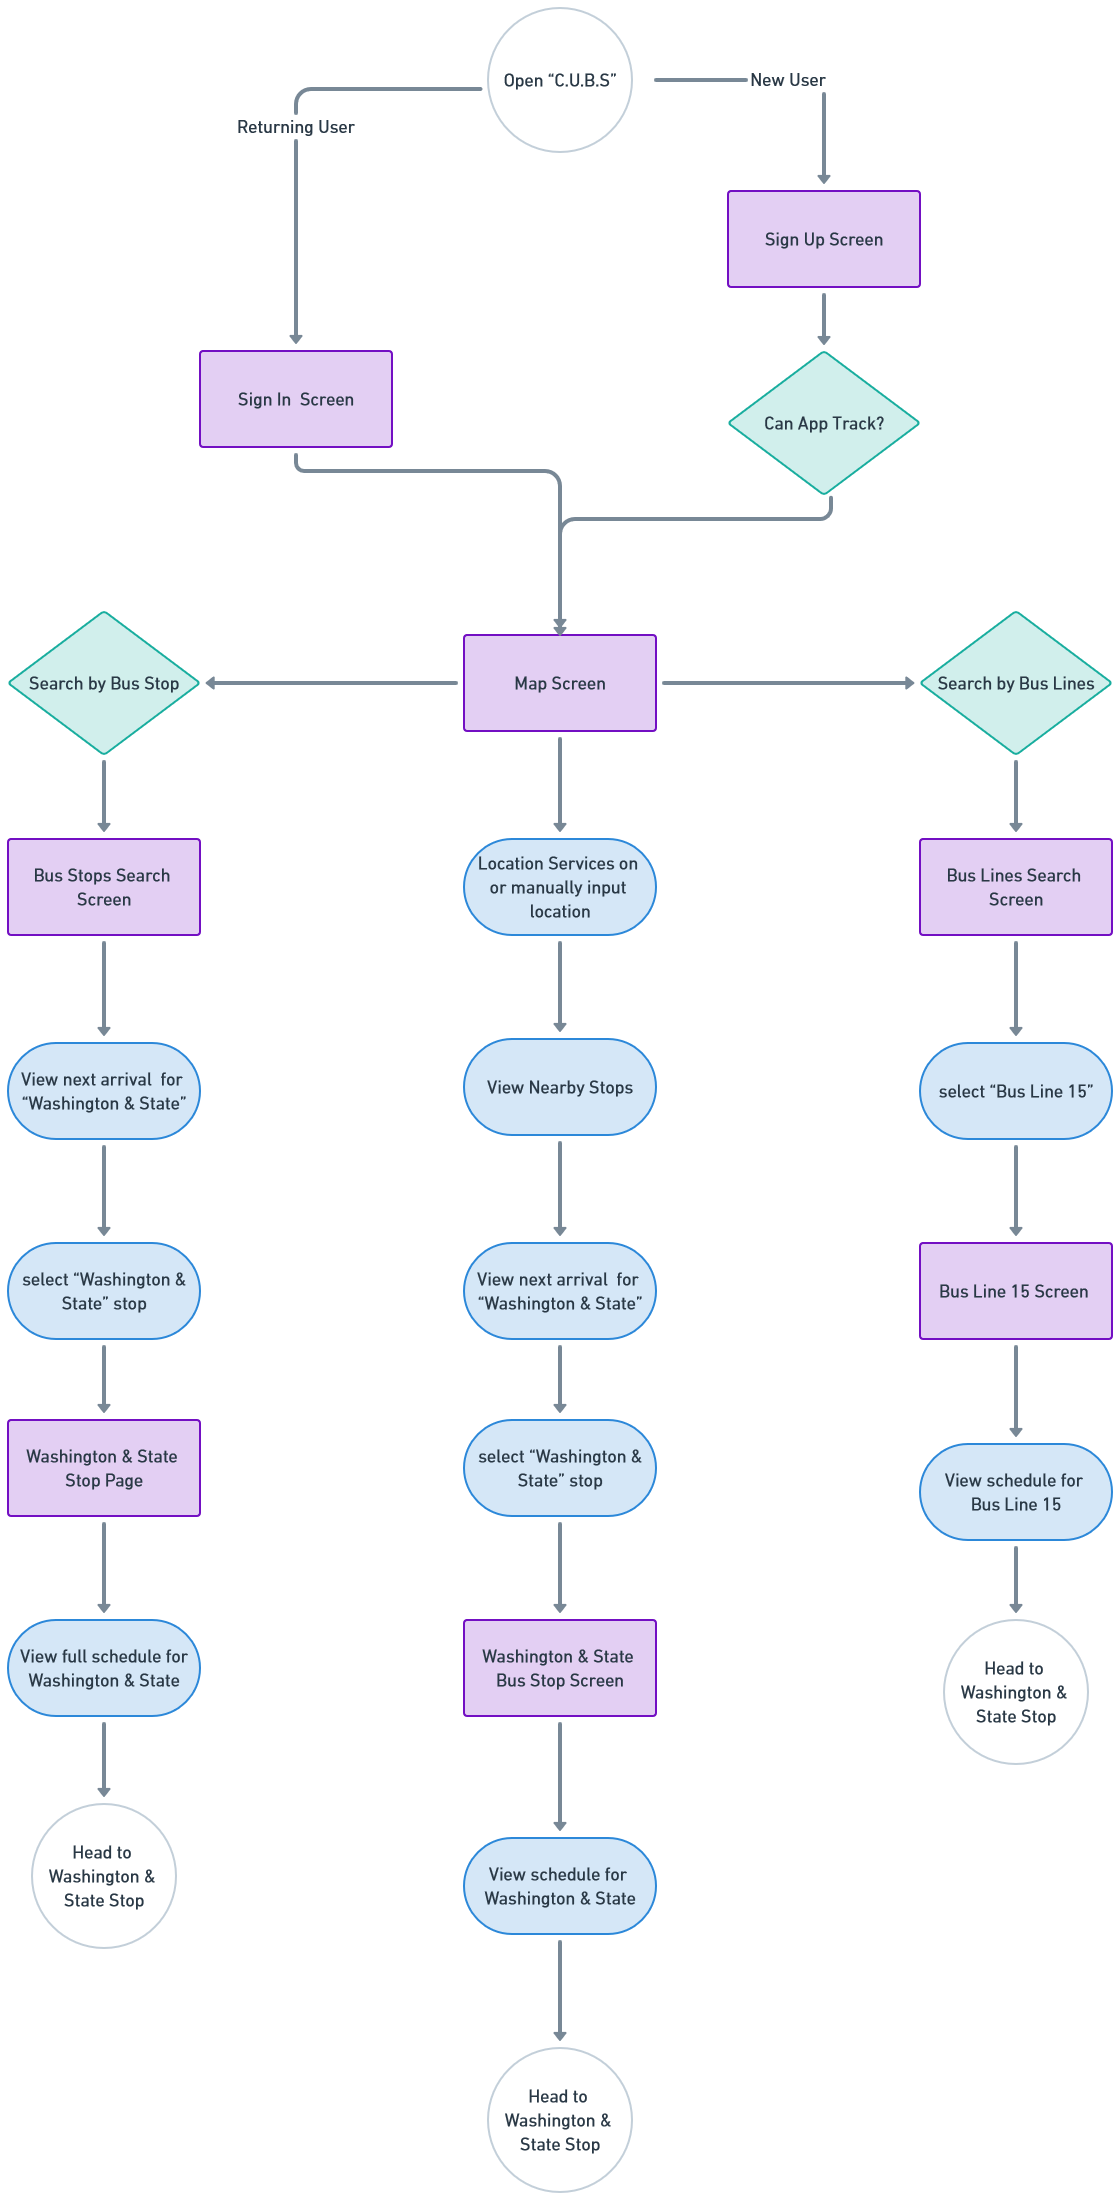 Open “C.U.B.S”
New User
Returning User
Sign Up Screen
Sign In  Screen
Can App Track?
Search by Bus Stop
Map Screen
Search by Bus Lines
Bus Stops Search
Screen
Location Services on
or manually input
location
Bus Lines Search
Screen
View next arrival  for
“Washington & State”
View Nearby Stops
select “Bus Line 15”
select “Washington &
State” stop
View next arrival  for
“Washington & State”
Bus Line 15 Screen
Washington & State
Stop Page
select “Washington &
State” stop
View schedule for
Bus Line 15
View full schedule for
Washington & State
Washington & State
Bus Stop Screen
Head to
Washington &
State Stop
Head to
Washington &
State Stop
View schedule for
Washington & State
Head to
Washington &
State Stop